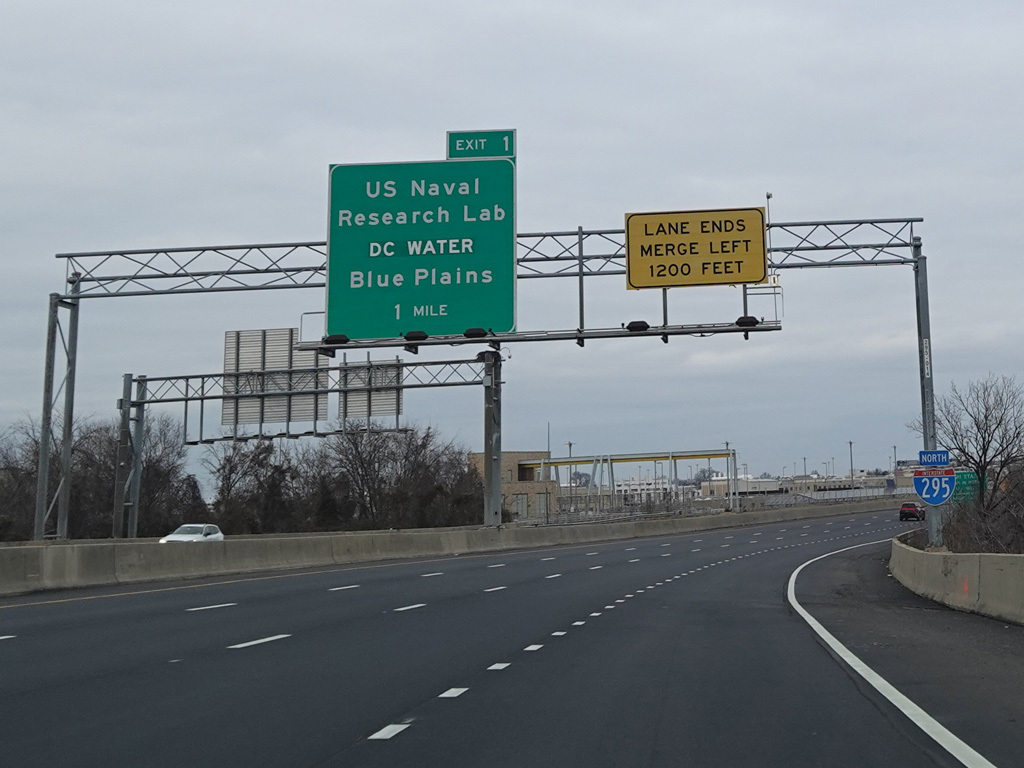 EXIT 1
US Naval
Research Lab
DC WATER
Blue Plains
1 MILE
LANE ENDS
MERGE LEFT
1200 FEET
NORTH
INTERSTATE
295